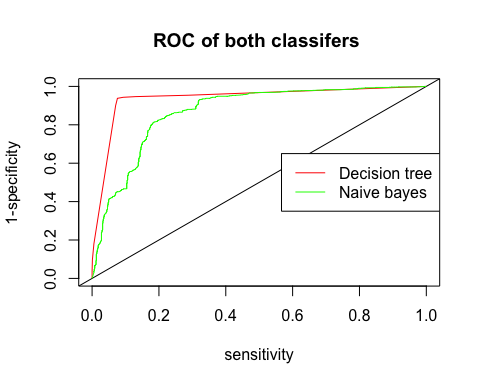 ROC of both classifers
1-specificity
1.0
0.8
0.6
0.4
0.2
0.0
Decision tree
Naive bayes
0.0 0.2 0.4 0.6 0.8 1.0
sensitivity